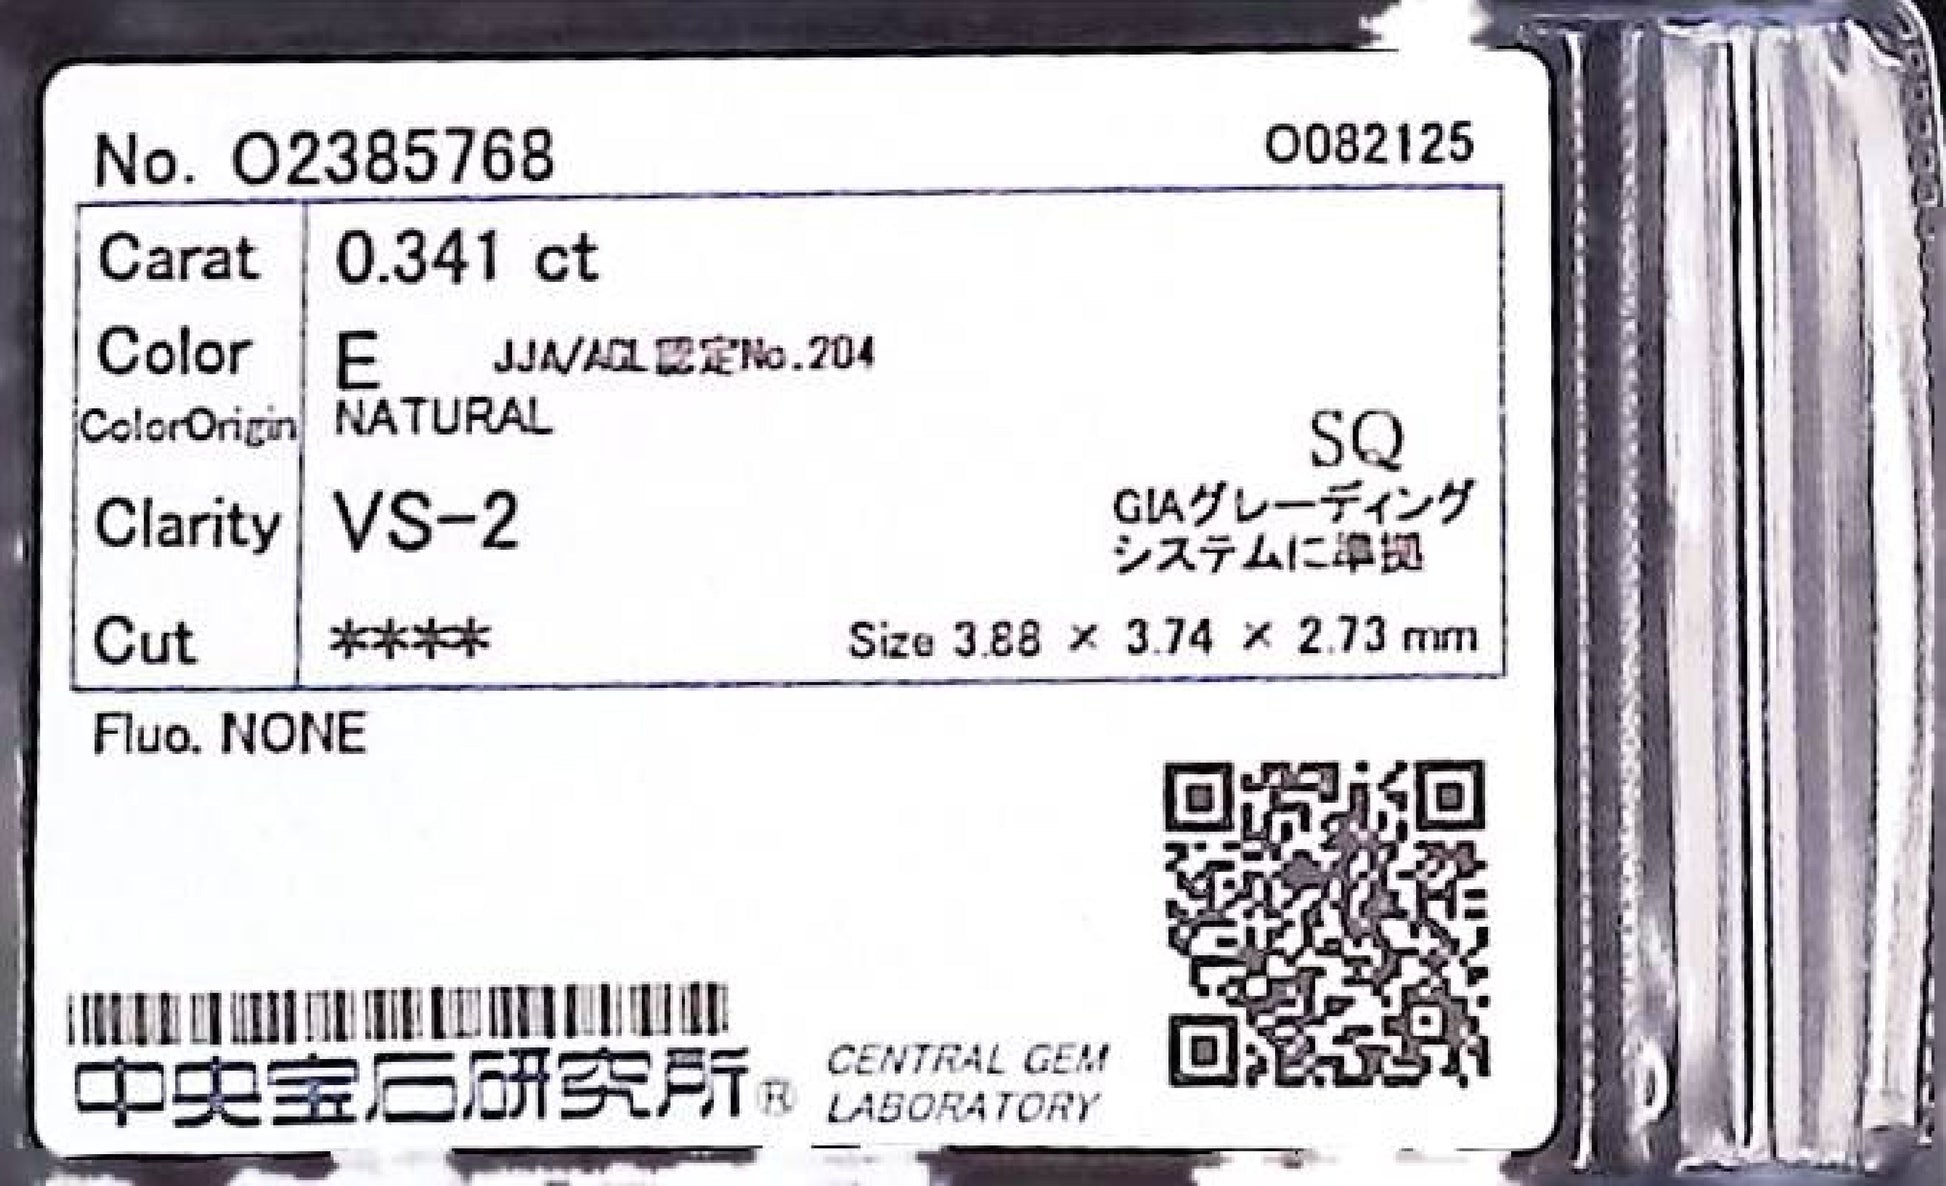 No. O2385768
O082125
Carat 0.341 ct
Color E JJA/AGL認定No.204
ColorOrigin NATURAL
SQ
Clarity VS-2
GIAグレーディング
システムに準拠
Cut ****
Size 3.88 × 3.74 × 2.73 mm
Fluo. NONE
中央宝石研究所®
CENTRAL GEM
LABORATORY